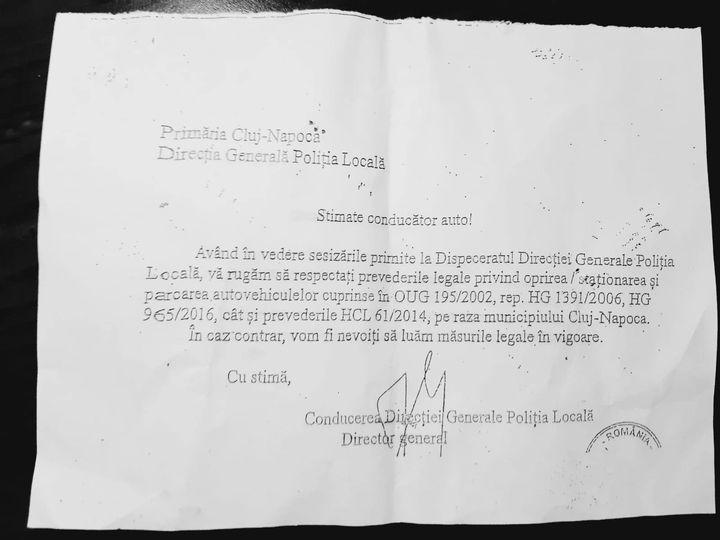 Primăria Cluj-Napoca
Direcția Generală Poliția Locală
Stimate conducător auto!
Având în vedere sesizările primite la Dispeceratul Direcției Generale Poliția
Locală, vă rugăm să respectați prevederile legale privind oprirea / staționarea și
parcarea autovehiculelor cuprinse în OUG 195/2002, rep. HG 1391/2006, HG
965/2016, cât și prevederile HCL 61/2014, pe raza municipiului Cluj-Napoca.
În caz contrar, vom fi nevoiți să luăm măsurile legale în vigoare.
Cu stimă,
Conducerea Direcției Generale Poliția Locală
Director general
- ROMÂNIA -